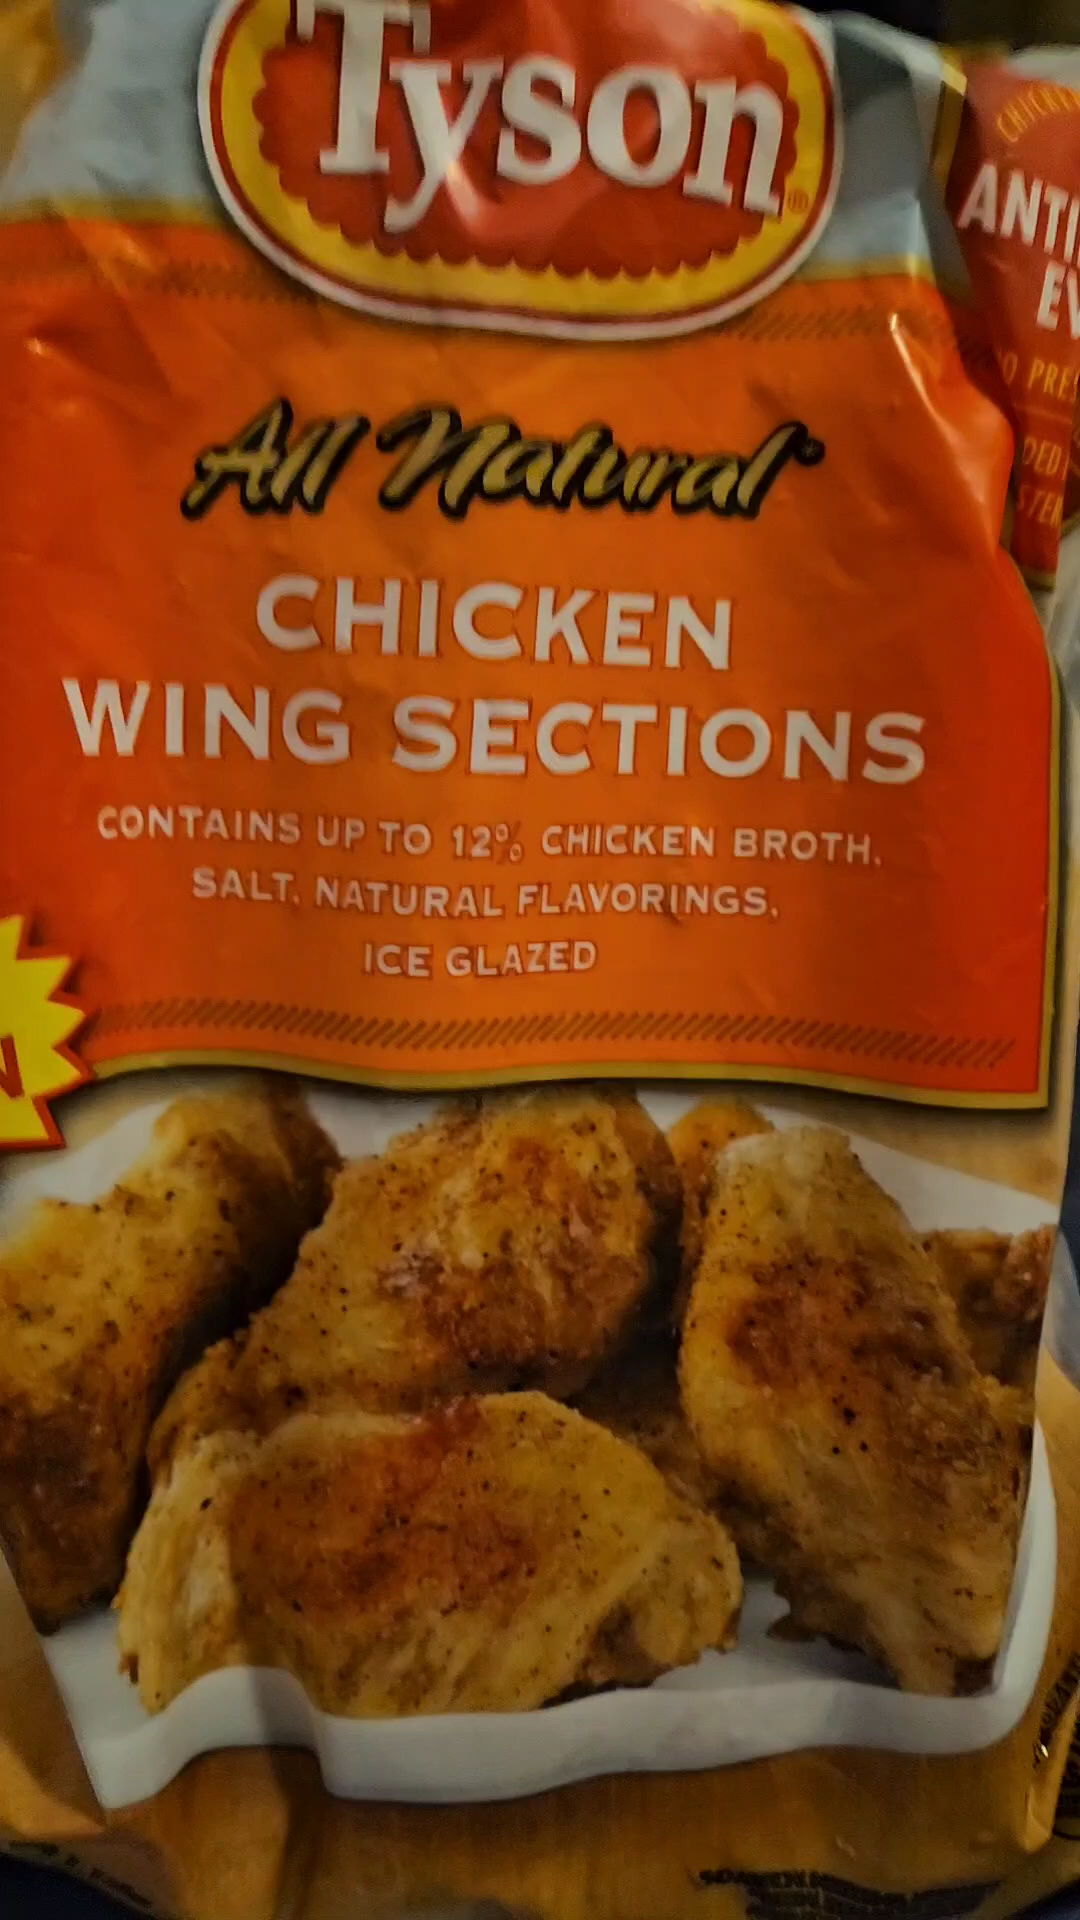 Tyson
All Natural
CHICKEN
WING SECTIONS
CONTAINS UP TO 12% CHICKEN BROTH,
SALT, NATURAL FLAVORINGS,
ICE GLAZED